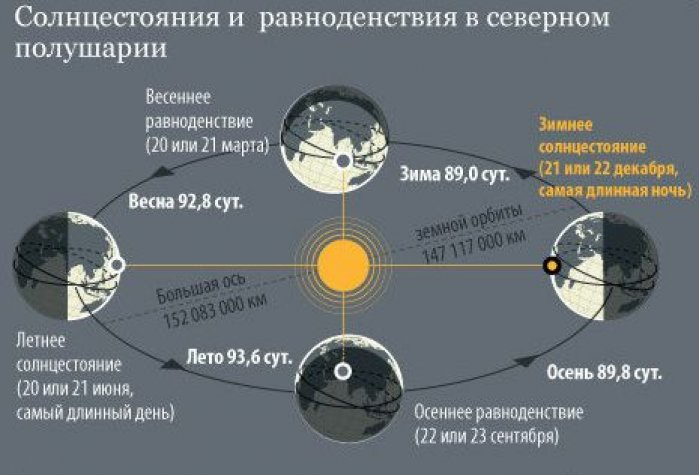 Солнцестояния и равноденствия в северном
полушарии
Весеннее
равноденствие
(20 или 21 марта)
Зимнее
солнцестояние
(21 или 22 декабря,
самая длинная ночь)
Зима 89,0 сут.
Весна 92,8 сут.
земной орбиты
147 117 000 км
Большая ось
152 083 000 км
Летнее
солнцестояние
(20 или 21 июня,
самый длинный день)
Лето 93,6 сут.
Осень 89,8 сут.
Осеннее равноденствие
(22 или 23 сентября)